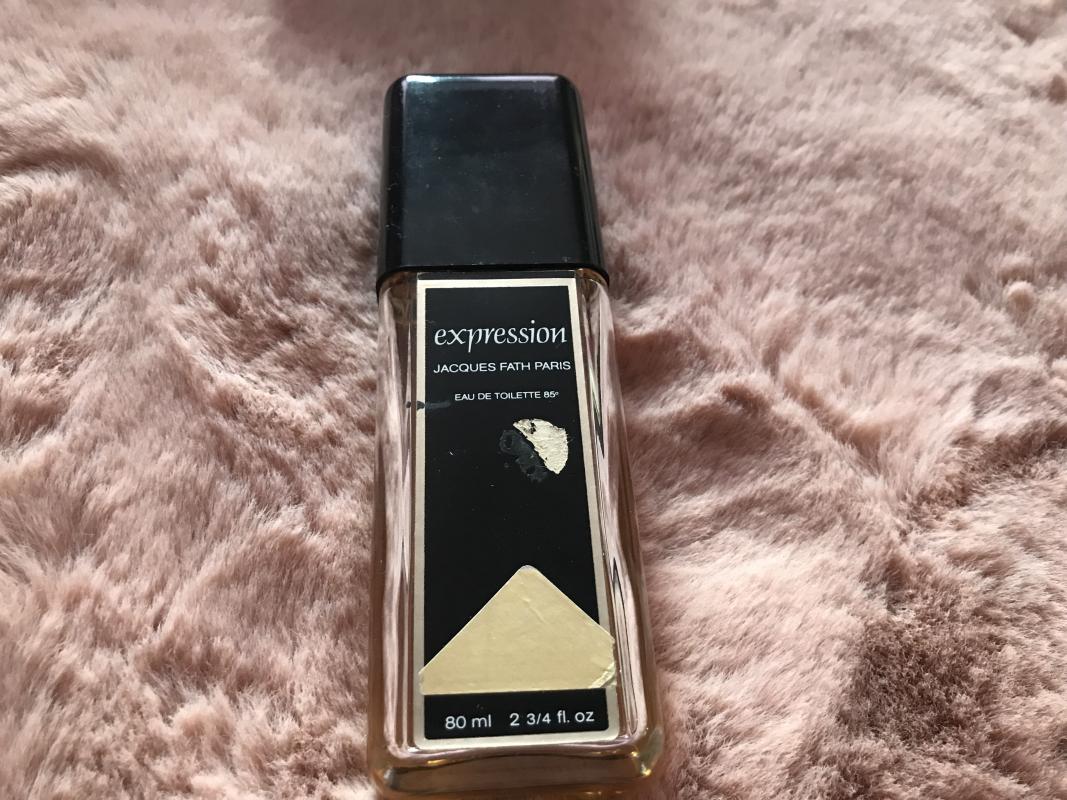 expression
JACQUES FATH PARIS
EAU DE TOILETTE 85°
80 ml 2 3/4 fl. oz